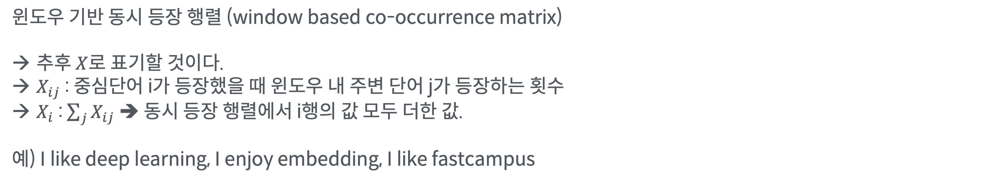 윈도우 기반 동시 등장 행렬 (window based co-occurrence matrix)
→ 추후 X로 표기할 것이다.
→ X_{ij} : 중심단어 i가 등장했을 때 윈도우 내 주변 단어 j가 등장하는 횟수
→ X_i : ∑_j X_{ij} ➔ 동시 등장 행렬에서 i행의 값 모두 더한 값.
예) I like deep learning, I enjoy embedding, I like fastcampus